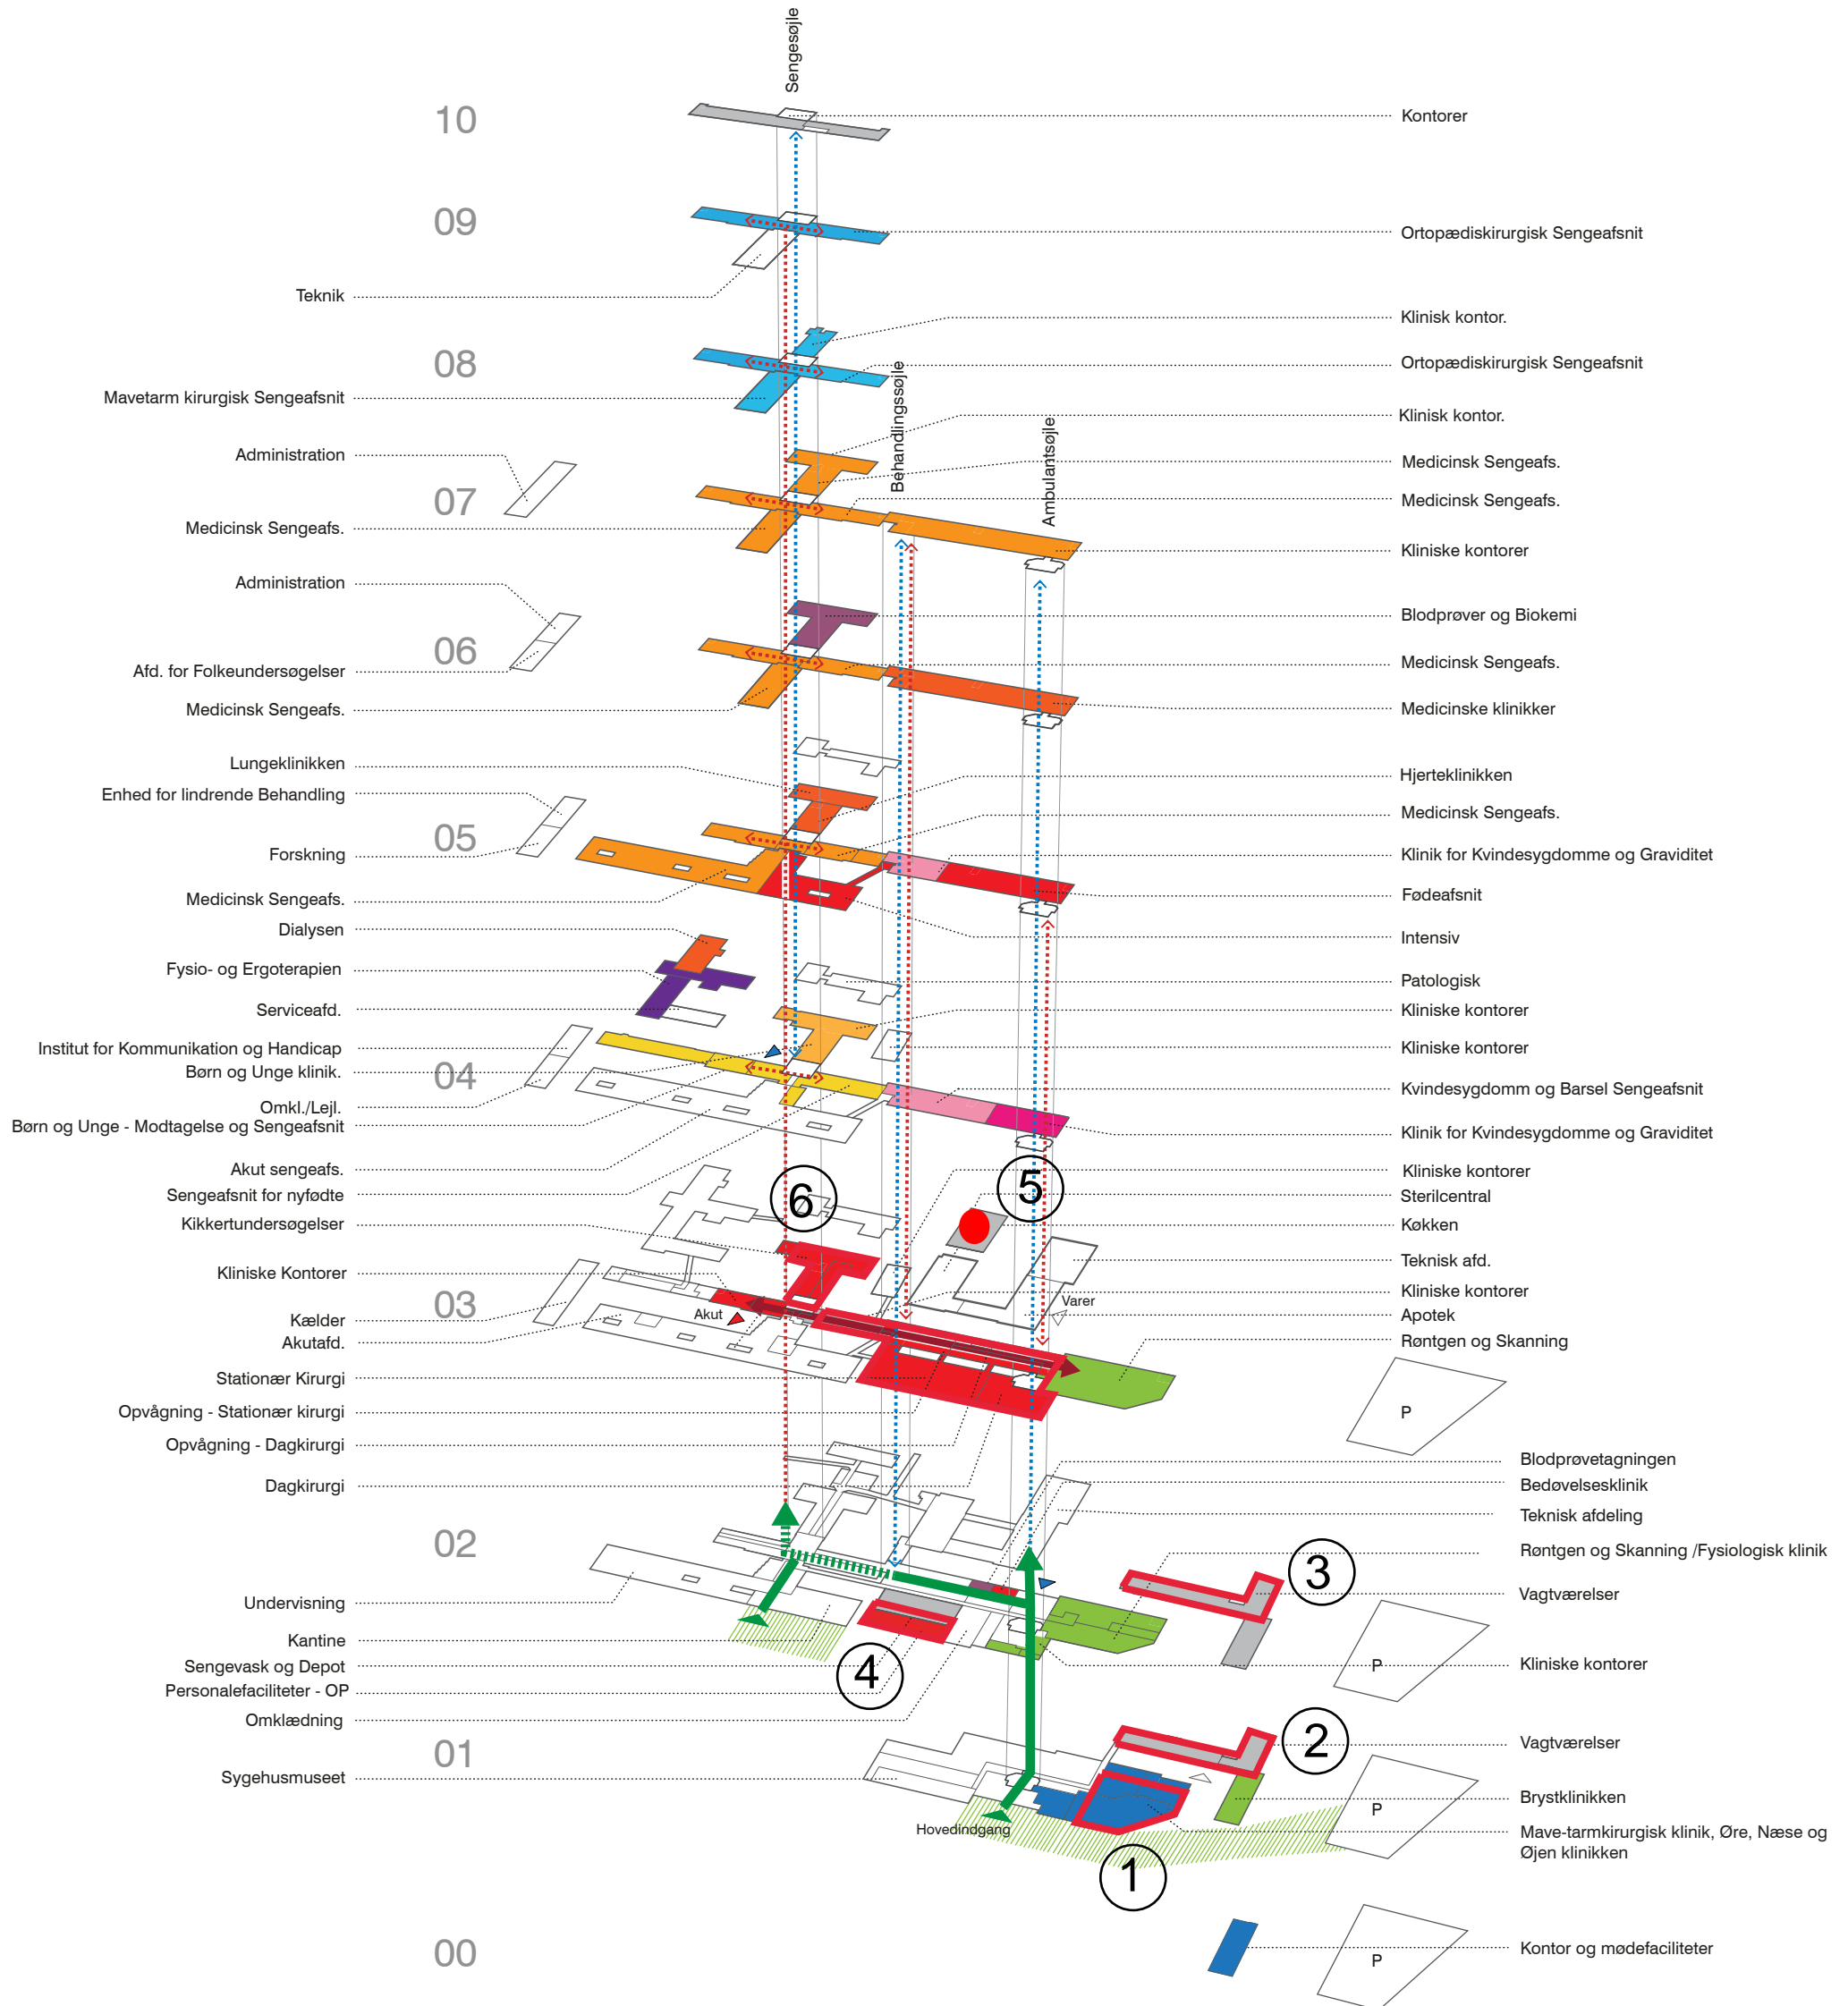 Sengesøjle
10
Kontorer
09
Ortopædiskirurgisk Sengeafsnit
Teknik
Klinisk kontor.
08
Ortopædiskirurgisk Sengeafsnit
Mavetarm kirurgisk Sengeafsnit
Behandlingssøjle
Ambulantsøjle
Klinisk kontor.
Administration
Medicinsk Sengeafs.
07
Medicinsk Sengeafs.
Medicinsk Sengeafs.
Kliniske kontorer
Administration
Blodprøver og Biokemi
06
Medicinsk Sengeafs.
Afd. for Folkeundersøgelser
Medicinsk Sengeafs.
Medicinske klinikker
Lungeklinikken
Hjerteklinikken
Enhed for lindrende Behandling
Medicinsk Sengeafs.
05
Forskning
Klinik for Kvindesygdomme og Graviditet
Medicinsk Sengeafs.
Fødeafsnit
Dialysen
Intensiv
Fysio- og Ergoterapien
Patologisk
Serviceafd.
Kliniske kontorer
Institut for Kommunikation og Handicap
Kliniske kontorer
Børn og Unge klinik.
04
Kvindesygdomm og Barsel Sengeafsnit
Omkl./Lejl.
Børn og Unge - Modtagelse og Sengeafsnit
Klinik for Kvindesygdomme og Graviditet
Akut sengeafs.
Kliniske kontorer
Sengeafsnit for nyfødte
6
5
Sterilcentral
Kikkertundersøgelser
Køkken
Teknisk afd.
Kliniske Kontorer
Kliniske kontorer
03
Varer
Akut
Kælder
Apotek
Akutafd.
Røntgen og Skanning
Stationær Kirurgi
Opvågning - Stationær kirurgi
P
Opvågning - Dagkirurgi
Blodprøvetagningen
Dagkirurgi
Bedøvelsesklinik
Teknisk afdeling
02
Røntgen og Skanning /Fysiologisk klinik
3
Vagtværelser
Undervisning
Kantine
Sengevask og Depot
4
P
Kliniske kontorer
Personalefaciliteter - OP
Omklædning
2
Vagtværelser
01
Sygehusmuseet
Brystklinikken
P
Hovedindgang
Mave-tarmkirurgisk klinik, Øre, Næse og
Øjen klinikken
1
00
Kontor og mødefaciliteter
P